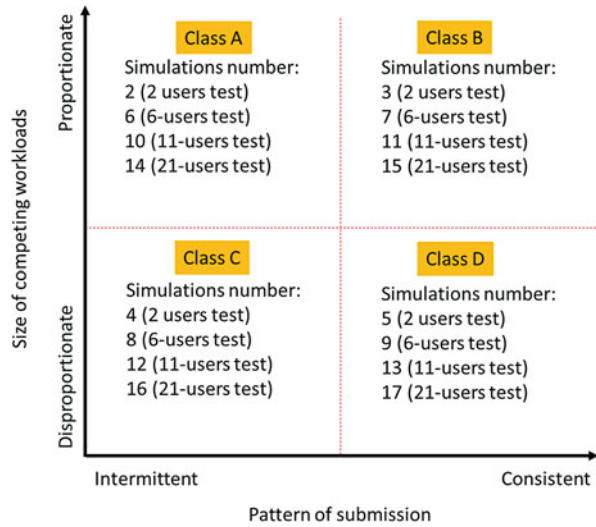 Size of competing workloads
Proportionate
Disproportionate
Class A
Simulations number:
2 (2 users test)
6 (6-users test)
10 (11-users test)
14 (21-users test)
Class B
Simulations number:
3 (2 users test)
7 (6-users test)
11 (11-users test)
15 (21-users test)
Class C
Simulations number:
4 (2 users test)
8 (6-users test)
12 (11-users test)
16 (21-users test)
Class D
Simulations number:
5 (2 users test)
9 (6-users test)
13 (11-users test)
17 (21-users test)
Intermittent
Consistent
Pattern of submission